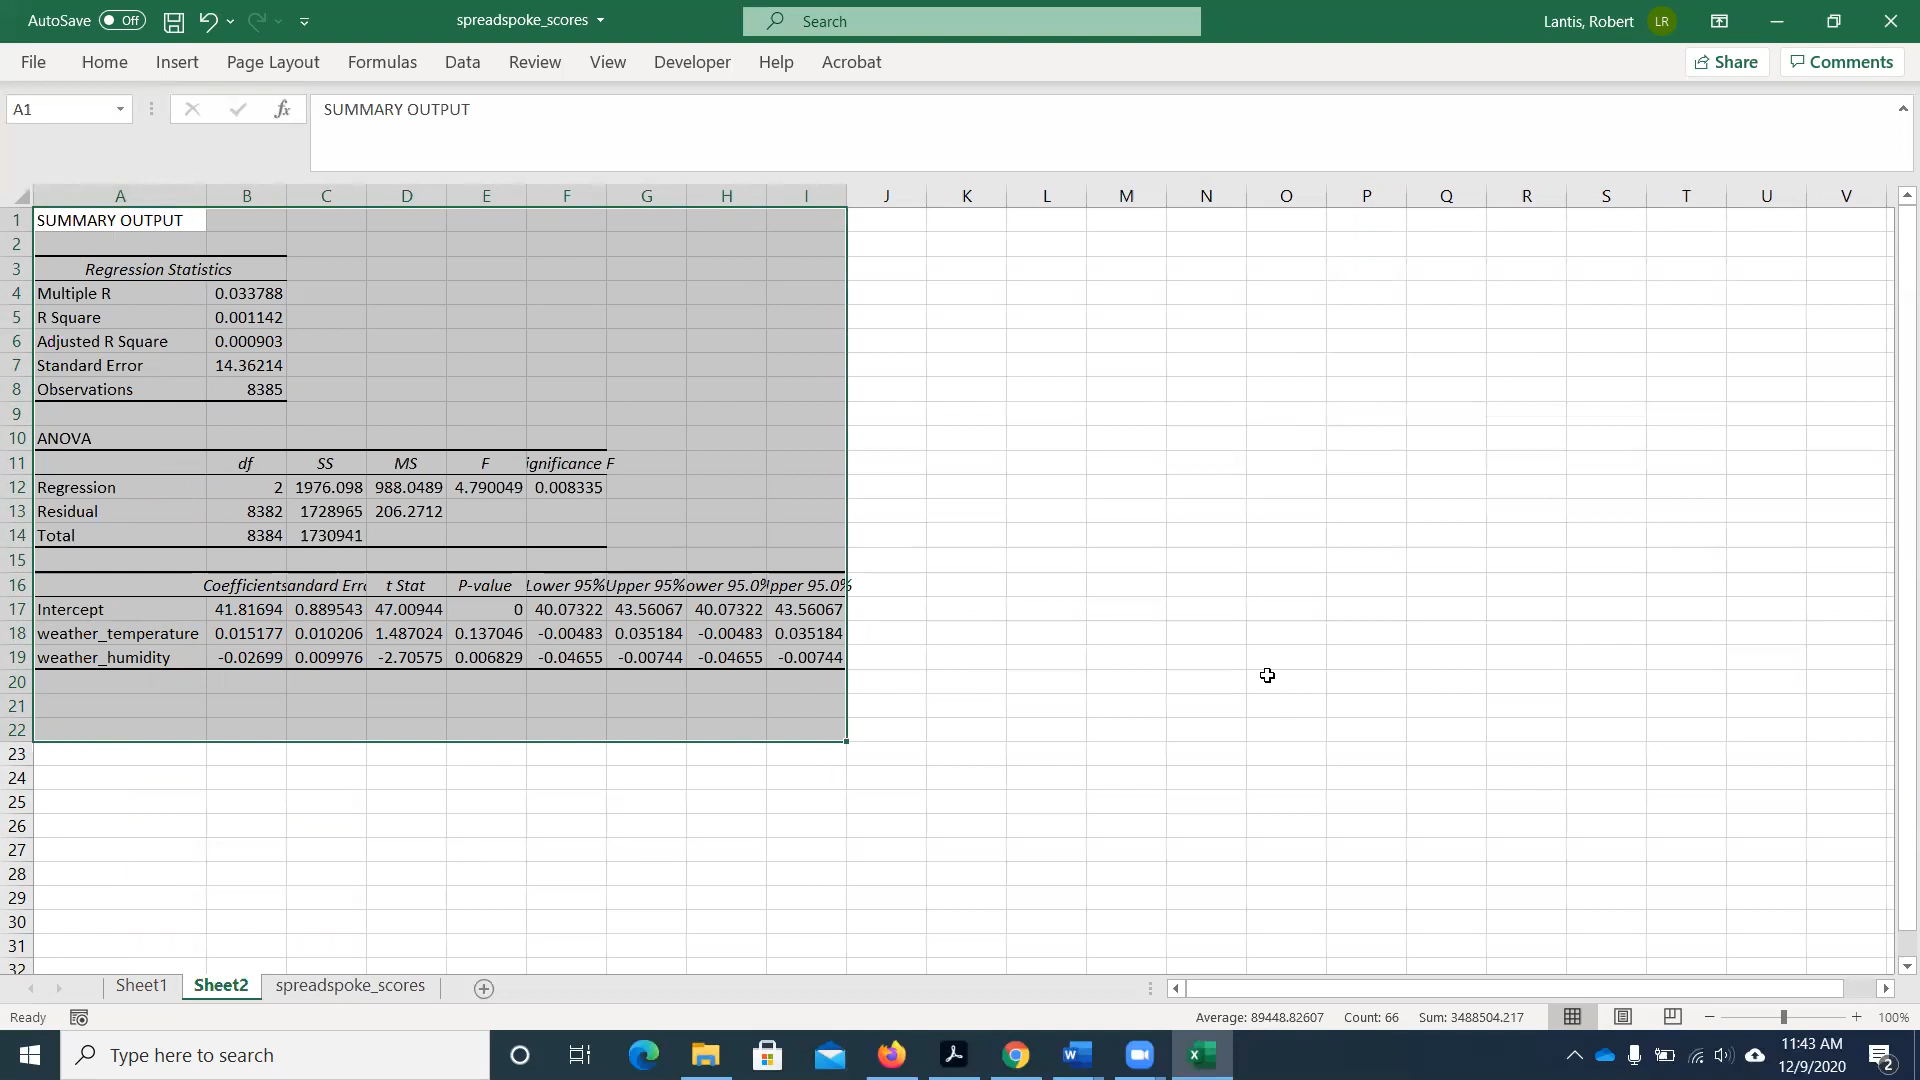 AutoSave Off spreadspoke_scores Search Lantis, Robert LR
File Home Insert Page Layout Formulas Data Review View Developer Help Acrobat Share Comments
A1 fx SUMMARY OUTPUT
A B C D E F G H I J K L M N O P Q R S T U V
1 SUMMARY OUTPUT
2
3 Regression Statistics
4 Multiple R 0.033788
5 R Square 0.001142
6 Adjusted R Square 0.000903
7 Standard Error 14.36214
8 Observations 8385
9
10 ANOVA
11 df SS MS F ignificance F
12 Regression 2 1976.098 988.0489 4.790049 0.008335
13 Residual 8382 1728965 206.2712
14 Total 8384 1730941
15
16 Coefficients andard Erro t Stat P-value Lower 95% Upper 95% ower 95.0% Upper 95.0%
17 Intercept 41.81694 0.889543 47.00944 0 40.07322 43.56067 40.07322 43.56067
18 weather_temperature 0.015177 0.010206 1.487024 0.137046 -0.00483 0.035184 -0.00483 0.035184
19 weather_humidity -0.02699 0.009976 -2.70575 0.006829 -0.04655 -0.00744 -0.04655 -0.00744
20
21
22
23
24
25
26
27
28
29
30
31
32
Sheet1 Sheet2 spreadspoke_scores
Ready Average: 89448.82607 Count: 66 Sum: 3488504.217 100%
Type here to search 11:43 AM
12/9/2020 2